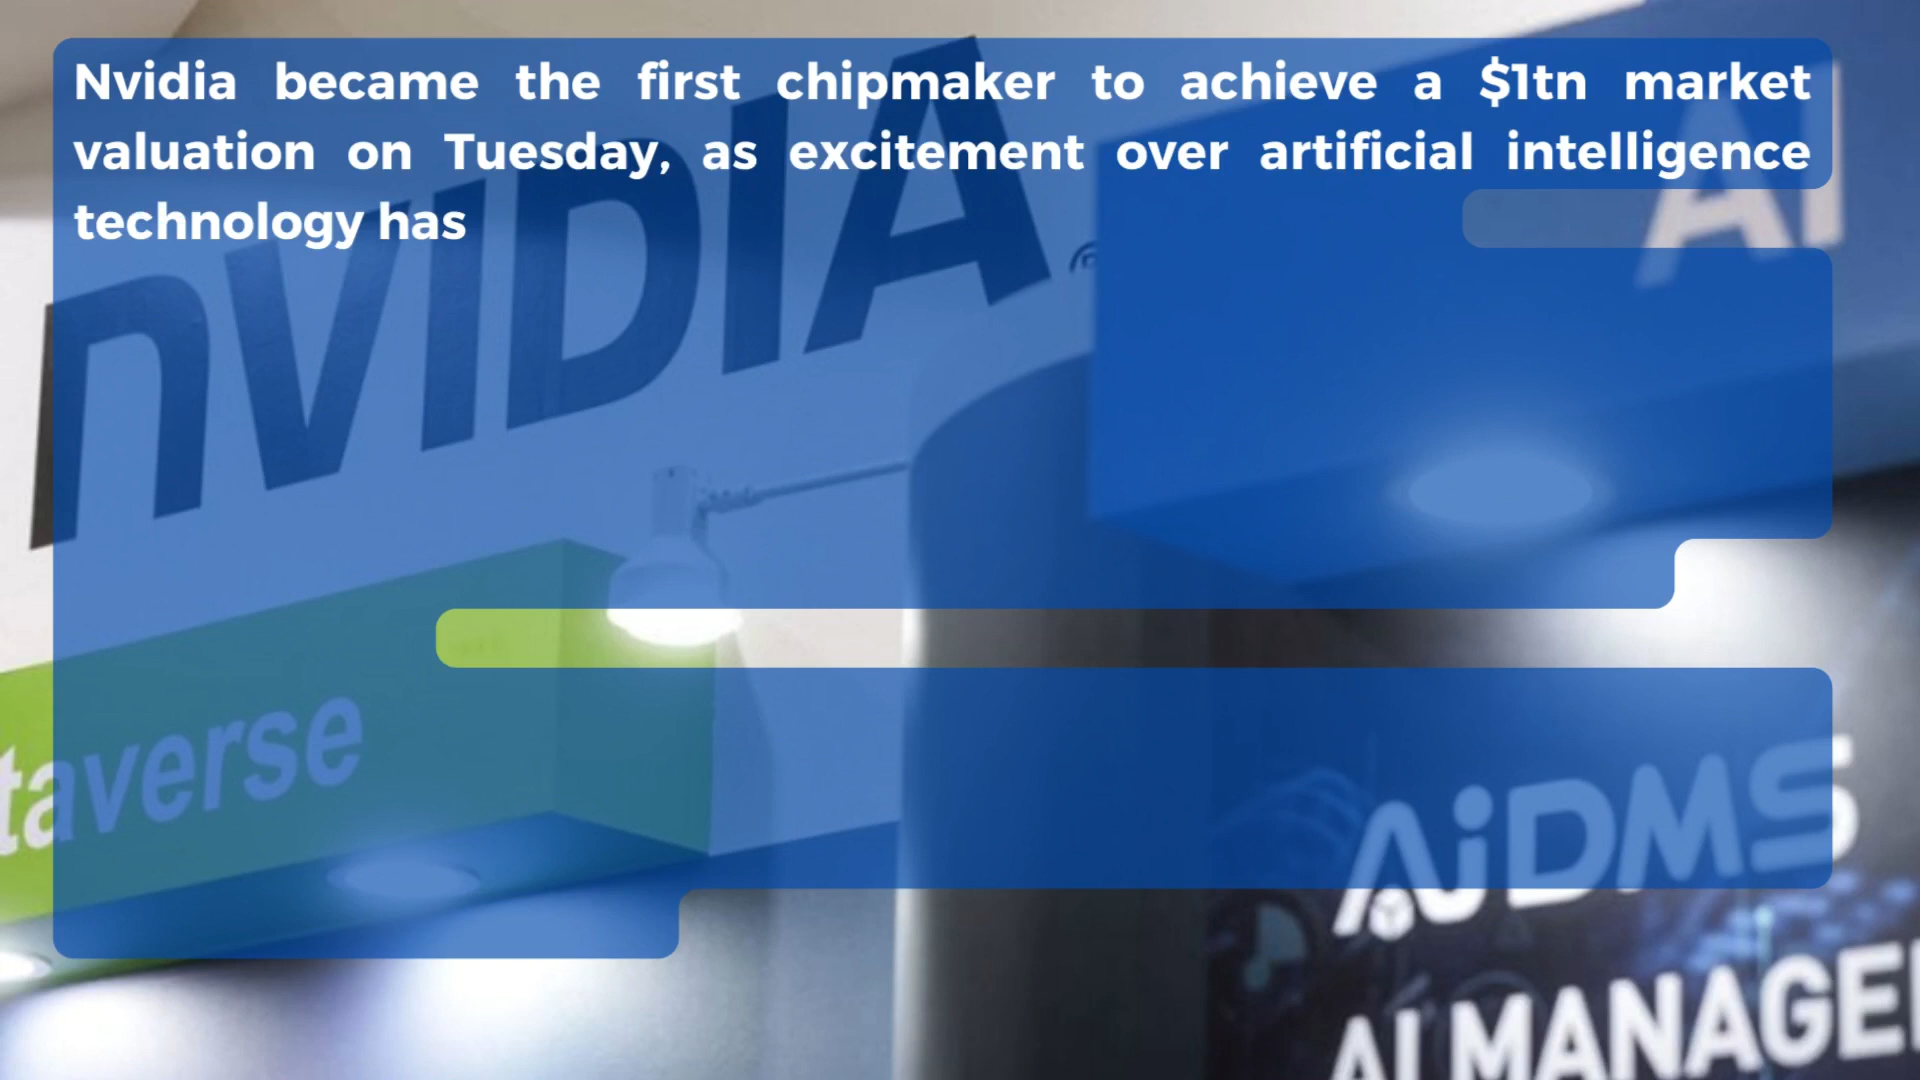 Nvidia became the first chipmaker to achieve a $1tn market
valuation on Tuesday, as excitement over artificial intelligence
technology has
AI
nVIDIA
taverse
AiDMS
AI MANAGE